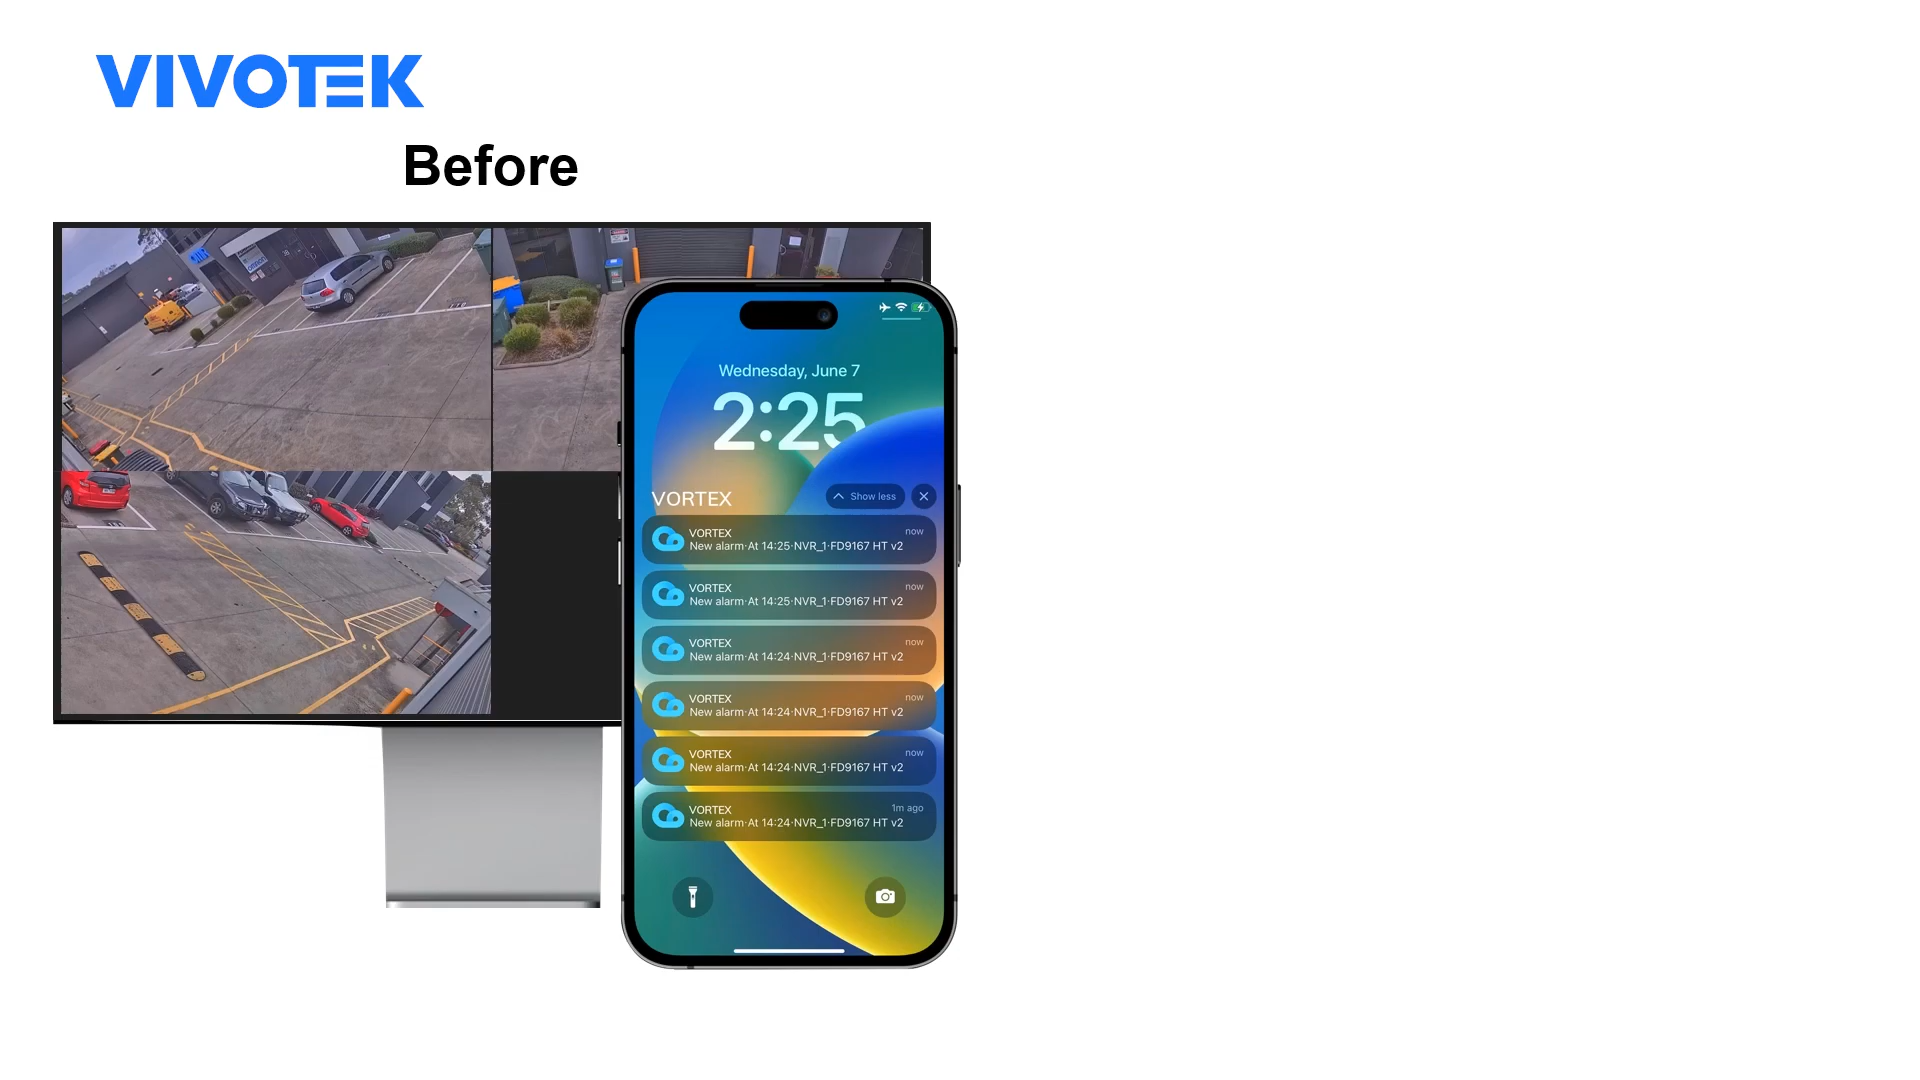 VIVOTEK
Before
Wednesday, June 7
2:25
VORTEX
Show less
VORTEX
now
New alarm·At 14:25·NVR_1·FD9167 HT v2
VORTEX
now
New alarm·At 14:25·NVR_1·FD9167 HT v2
VORTEX
now
New alarm·At 14:24·NVR_1·FD9167 HT v2
VORTEX
now
New alarm·At 14:24·NVR_1·FD9167 HT v2
VORTEX
now
New alarm·At 14:24·NVR_1·FD9167 HT v2
VORTEX
1m ago
New alarm·At 14:24·NVR_1·FD9167 HT v2